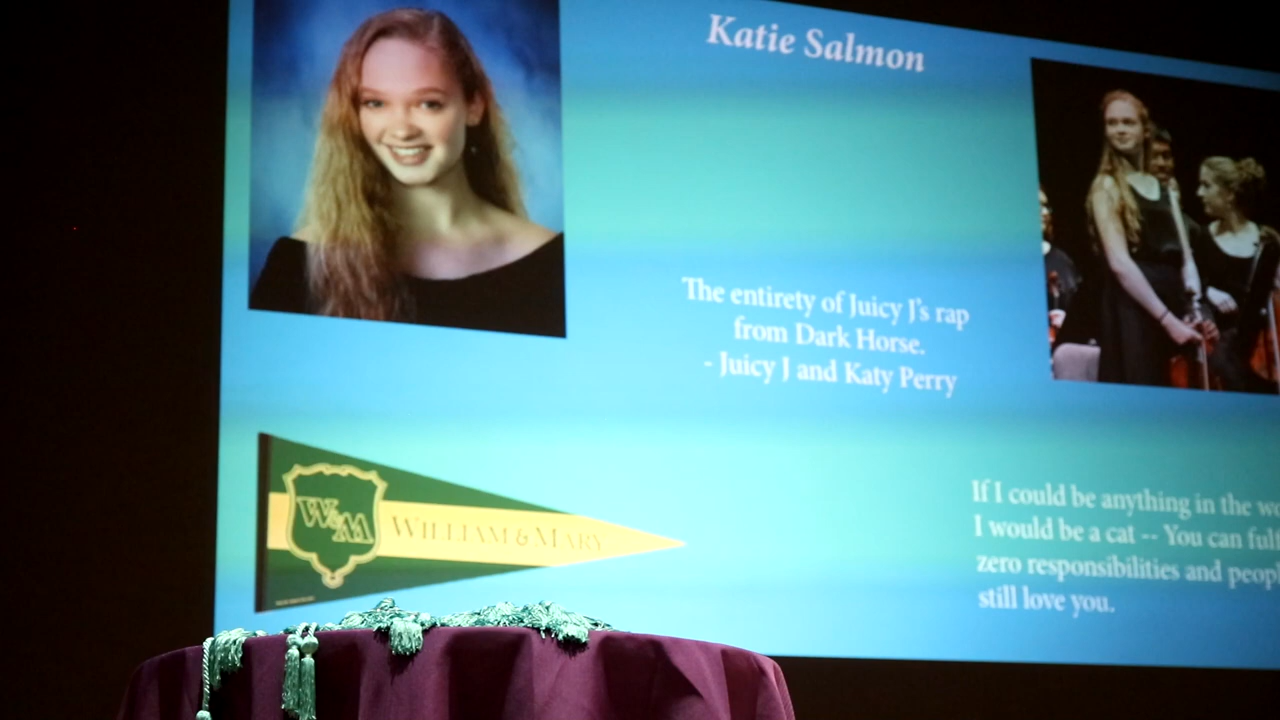 Katie Salmon
The entirety of Juicy J's rap
from Dark Horse.
- Juicy J and Katy Perry
W&M
WILLIAM & MARY
If I could be anything in the
I would be a cat -- You can
zero responsibilities and
still love you.